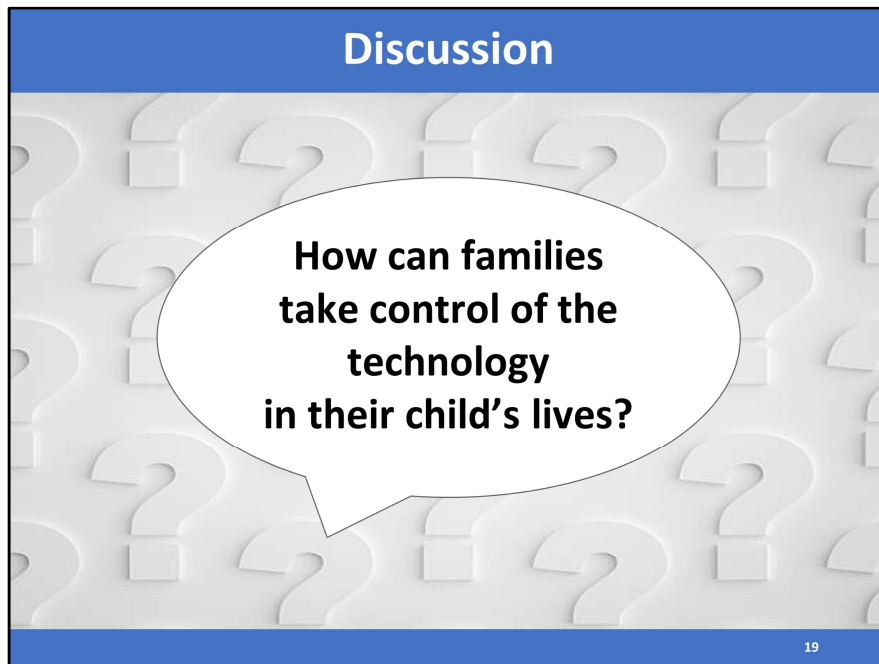 Discussion
How can families
take control of the
technology
in their child’s lives?
19